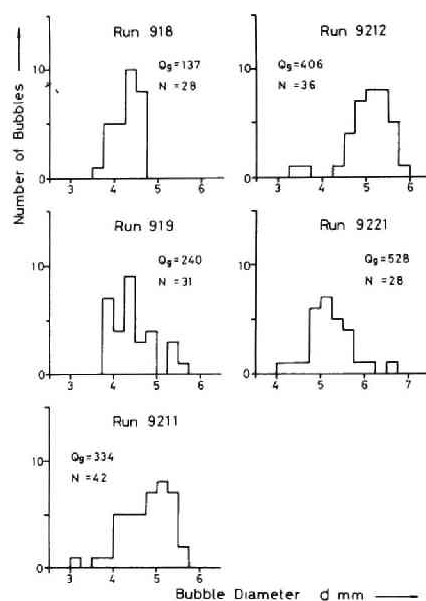 Number of Bubbles
Run 918
Qg=137
N = 28
10
0
3 4 5 6
Run 9212
Qg=406
N = 36
10
0
3 4 5 6
Run 919
Qg=240
N = 31
10
0
3 4 5 6
Run 9221
Qg=528
N = 28
10
0
4 5 6 7
Run 9211
Qg=334
N = 42
10
0
3 4 5 6
Bubble Diameter d mm